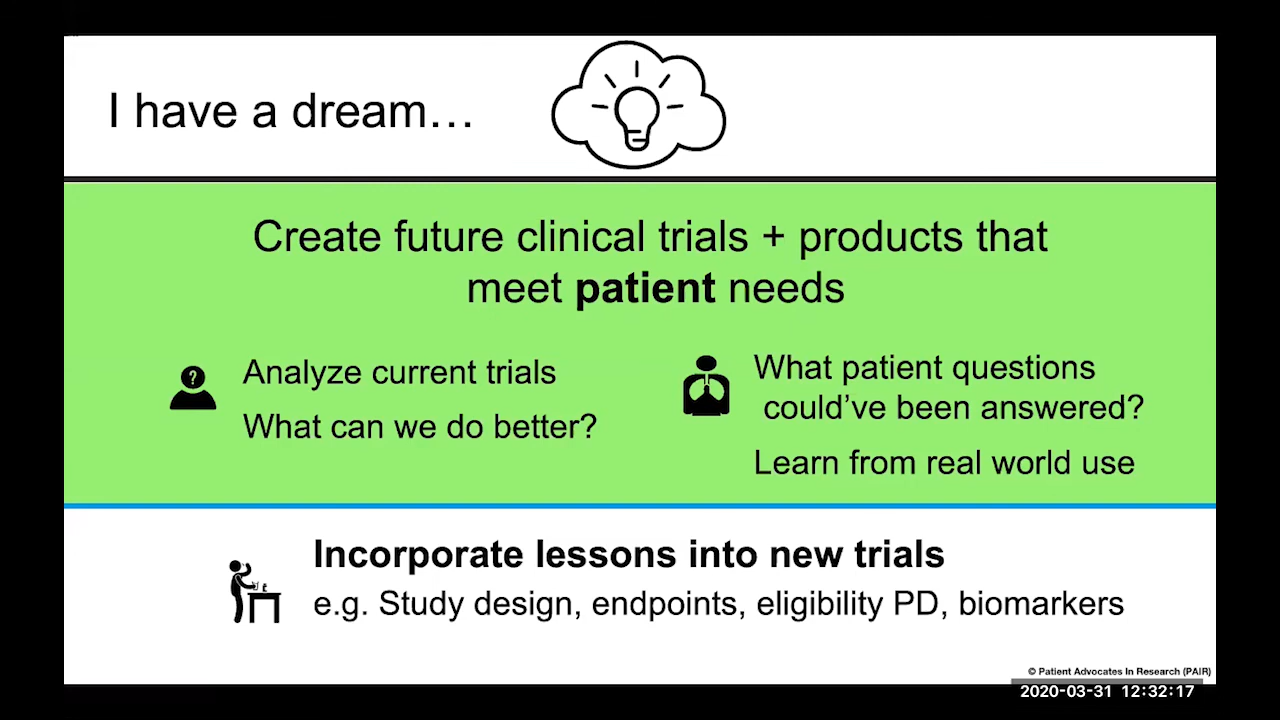 I have a dream…
Create future clinical trials + products that
meet patient needs
?
Analyze current trials
What can we do better?
What patient questions
could've been answered?
Learn from real world use
Incorporate lessons into new trials
e.g. Study design, endpoints, eligibility PD, biomarkers
© Patient Advocates In Research (PAIR)
2020-03-31 12:32:17